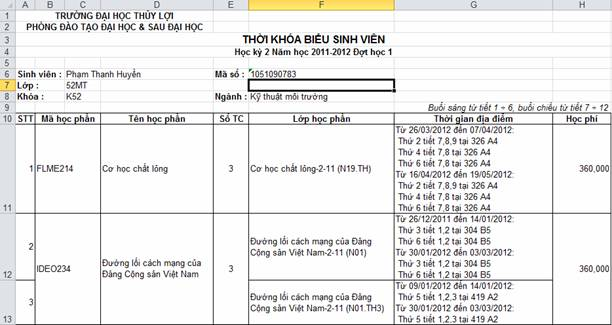 A B C D E F G H
1 TRƯỜNG ĐẠI HỌC THỦY LỢI
2 PHÒNG ĐÀO TẠO ĐẠI HỌC & SAU ĐẠI HỌC
3 THỜI KHÓA BIỂU SINH VIÊN
4 Học kỳ 2 Năm học 2011-2012 Đợt học 1
5
6 Sinh viên : Phạm Thanh Huyền Mã số : 1051090783
7 Lớp : 52MT
8 Khóa : K52 Ngành : Kỹ thuật môi trường
9 Buổi sáng từ tiết 1 ÷ 6, buổi chiều từ tiết 7 ÷ 12
10 STT Mã học phần Tên học phần Số TC Lớp học phần Thời gian địa điểm Học phí
Từ 26/03/2012 đến 07/04/2012:
Thứ 2 tiết 7,8,9 tại 326 A4
Thứ 4 tiết 7,8 tại 326 A4
Thứ 6 tiết 7,8 tại 326 A4
1 FLME214 Cơ học chất lỏng 3 Cơ học chất lỏng-2-11 (N19.TH) 360,000
Từ 16/04/2012 đến 19/05/2012:
Thứ 2 tiết 7,8,9 tại 326 A4
Thứ 4 tiết 7,8 tại 326 A4
11 Thứ 6 tiết 7,8 tại 326 A4
Từ 26/12/2011 đến 14/01/2012:
Thứ 3 tiết 1,2 tại 304 B5
2 Đường lối cách mạng của Đảng Thứ 6 tiết 1,2 tại 304 B5
Cộng sản Việt Nam-2-11 (N01) Từ 30/01/2012 đến 03/03/2012:
Thứ 3 tiết 1,2 tại 304 B5
12 IDEO234 Đường lối cách mạng của Đảng Cộng sản Việt Nam 3 Thứ 6 tiết 1,2 tại 304 B5 360,000
Từ 09/01/2012 đến 14/01/2012:
3 Đường lối cách mạng của Đảng Thứ 5 tiết 1,2 tại 419 A2
Cộng sản Việt Nam-2-11 (N01.TH3) Từ 30/01/2012 đến 03/03/2012:
13 Thứ 5 tiết 1,2,3 tại 419 A2